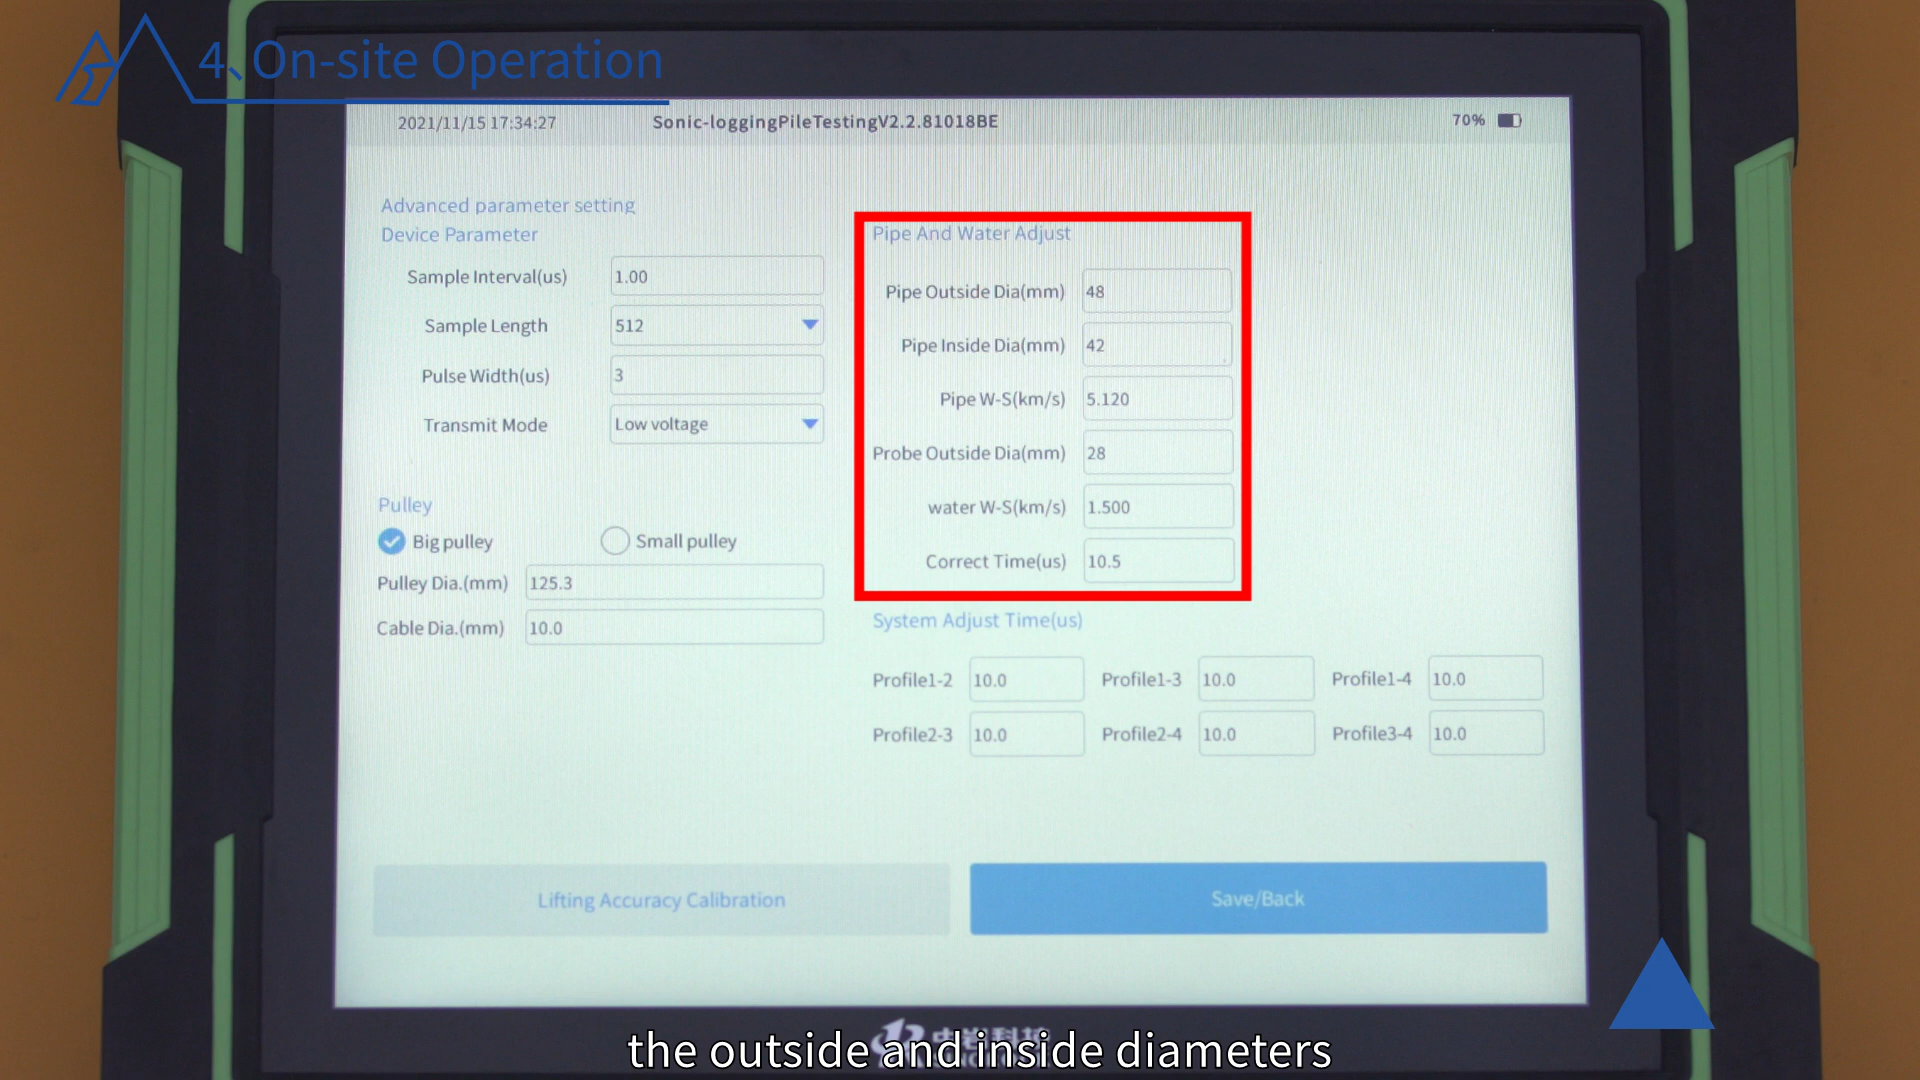 4、On-site Operation
2021/11/15 17:34:27
Sonic-loggingPileTestingV2.2.81018BE
70%
Advanced parameter setting
Device Parameter
Sample Interval(us) 1.00
Sample Length 512
Pulse Width(us) 3
Transmit Mode Low voltage
Pulley
Big pulley
Small pulley
Pulley Dia.(mm) 125.3
Cable Dia.(mm) 10.0
Pipe And Water Adjust
Pipe Outside Dia(mm) 48
Pipe Inside Dia(mm) 42
Pipe W-S(km/s) 5.120
Probe Outside Dia(mm) 28
water W-S(km/s) 1.500
Correct Time(us) 10.5
System Adjust Time(us)
Profile1-2 10.0 Profile1-3 10.0 Profile1-4 10.0
Profile2-3 10.0 Profile2-4 10.0 Profile3-4 10.0
Lifting Accuracy Calibration
Save/Back
the outside and inside diameters